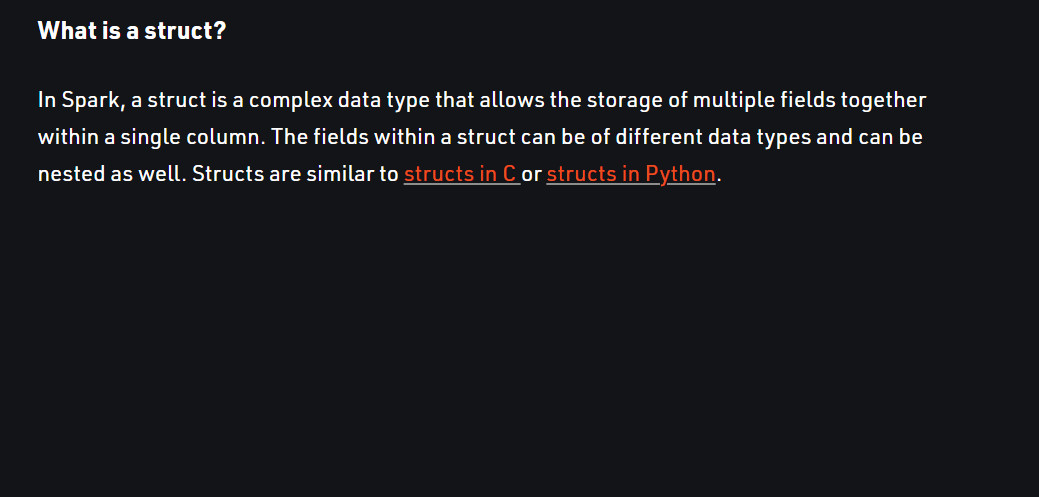 What is a struct?
In Spark, a struct is a complex data type that allows the storage of multiple fields together
within a single column. The fields within a struct can be of different data types and can be
nested as well. Structs are similar to structs in C or structs in Python.